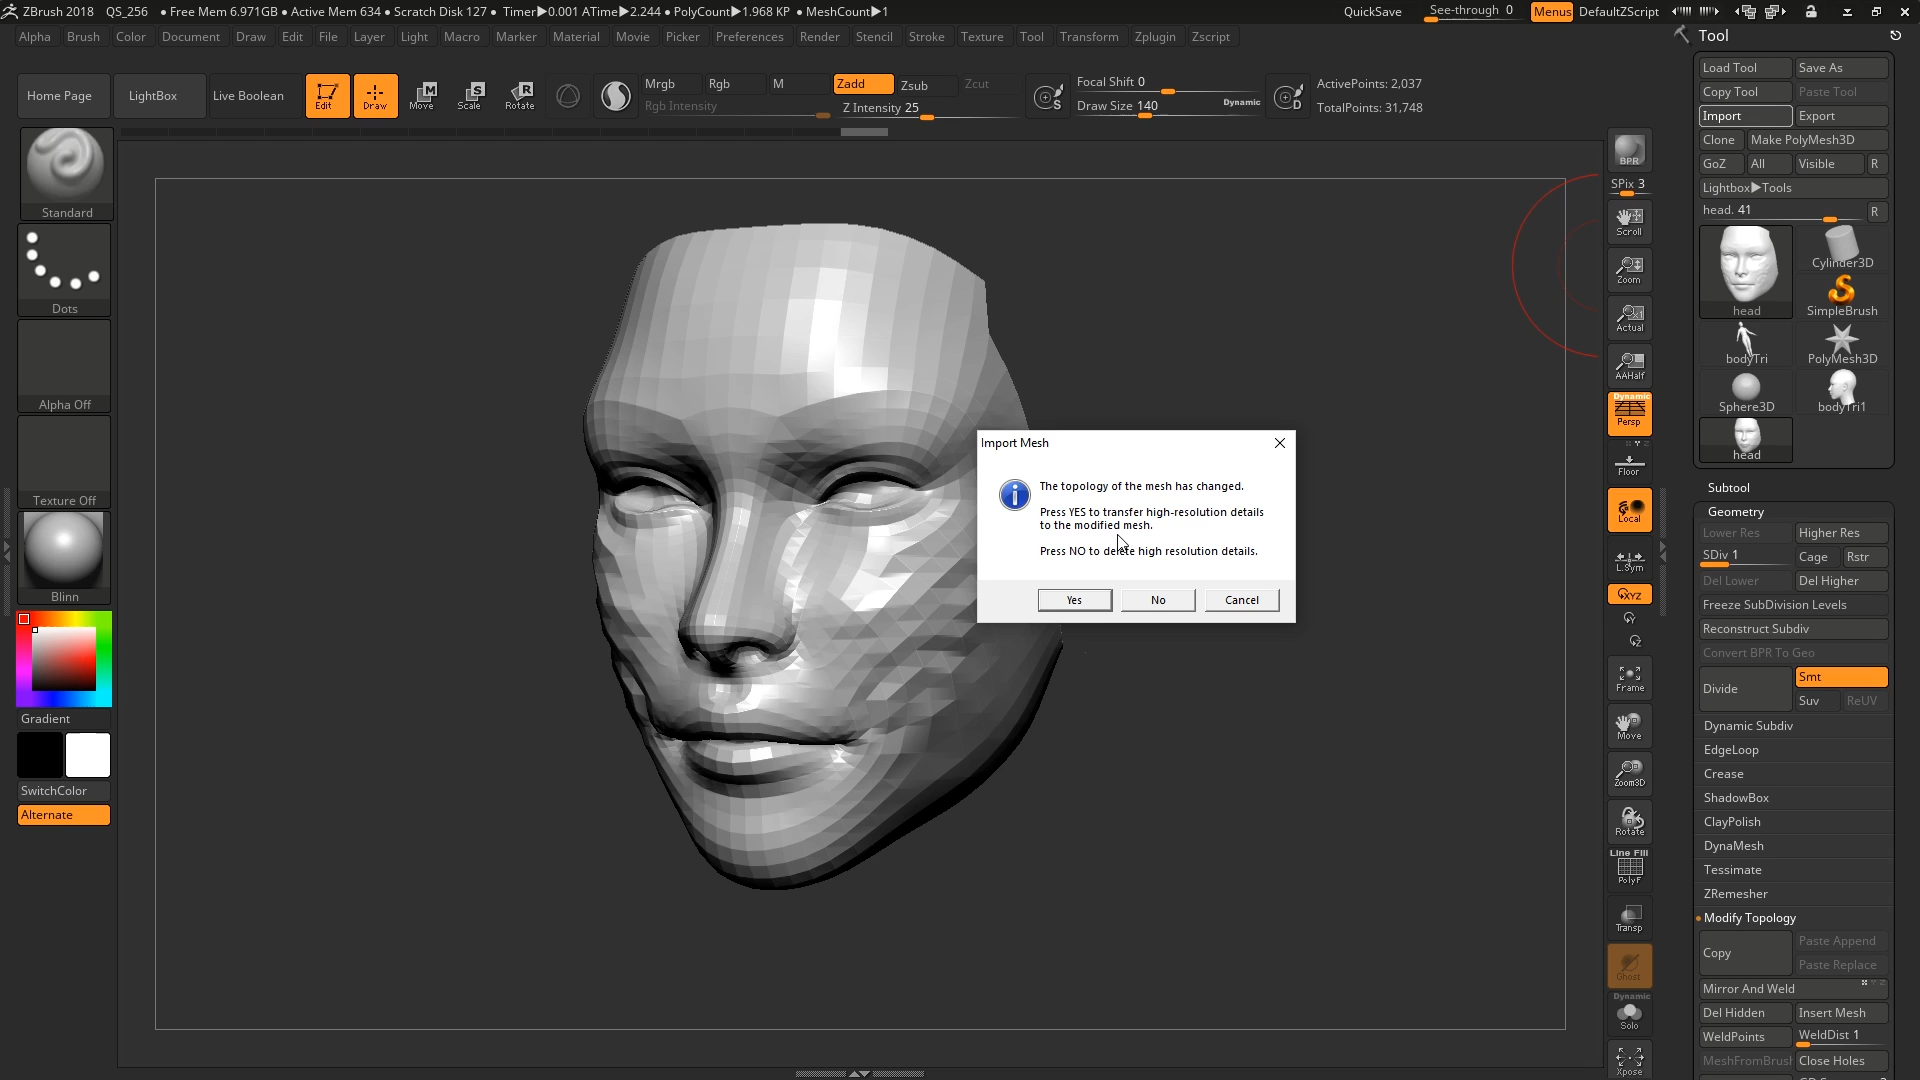 ZBrush 2018 QS_256 ● Free Mem 6.971GB ● Active Mem 634 ● Scratch Disk 127 ● Timer▶0.001 ATime▶2.244 ● PolyCount▶1.968 KP ● MeshCount▶1 QuickSave See-through 0 Menus DefaultZScript
Alpha Brush Color Document Draw Edit File Layer Light Macro Marker Material Movie Picker Preferences Render Stencil Stroke Texture Tool Transform Zplugin Zscript
Home Page LightBox Live Boolean Edit Draw Move Scale Rotate
M
S
R
Mrgb Rgb M Zadd Zsub Zcut
Rgb Intensity Z Intensity 25
S
Focal Shift 0
Draw Size 140 Dynamic
D
ActivePoints: 2,037
TotalPoints: 31,748
Standard
Dots
Alpha Off
Texture Off
Blinn
Gradient
SwitchColor
Alternate
Import Mesh
The topology of the mesh has changed.
Press YES to transfer high-resolution details
to the modified mesh.
Press NO to delete high resolution details.
Yes No Cancel
BPR
SPix 3
Scroll
Zoom
Actual
AAHalf
Dynamic
Persp
Floor
Local
L.Sym
XYZ
Frame
Move
Zoom3D
Rotate
Line Fill
PolyF
Transp
Ghost
Dynamic
Solo
Xpose
Tool
Load Tool Save As
Copy Tool Paste Tool
Import Export
Clone Make PolyMesh3D
GoZ All Visible R
Lightbox▶Tools
head. 41 R
head Cylinder3D
SimpleBrush
bodyTri PolyMesh3D
Sphere3D bodyTri1
head
Subtool
Geometry
Lower Res Higher Res
SDiv 1 Cage Rstr
Del Lower Del Higher
Freeze SubDivision Levels
Reconstruct Subdiv
Convert BPR To Geo
Divide Smt
Suv ReUV
Dynamic Subdiv
EdgeLoop
Crease
ShadowBox
ClayPolish
DynaMesh
Tessimate
ZRemesher
Modify Topology
Copy Paste Append
Paste Replace
Mirror And Weld
Del Hidden Insert Mesh
WeldPoints WeldDist 1
MeshFromBrush Close Holes